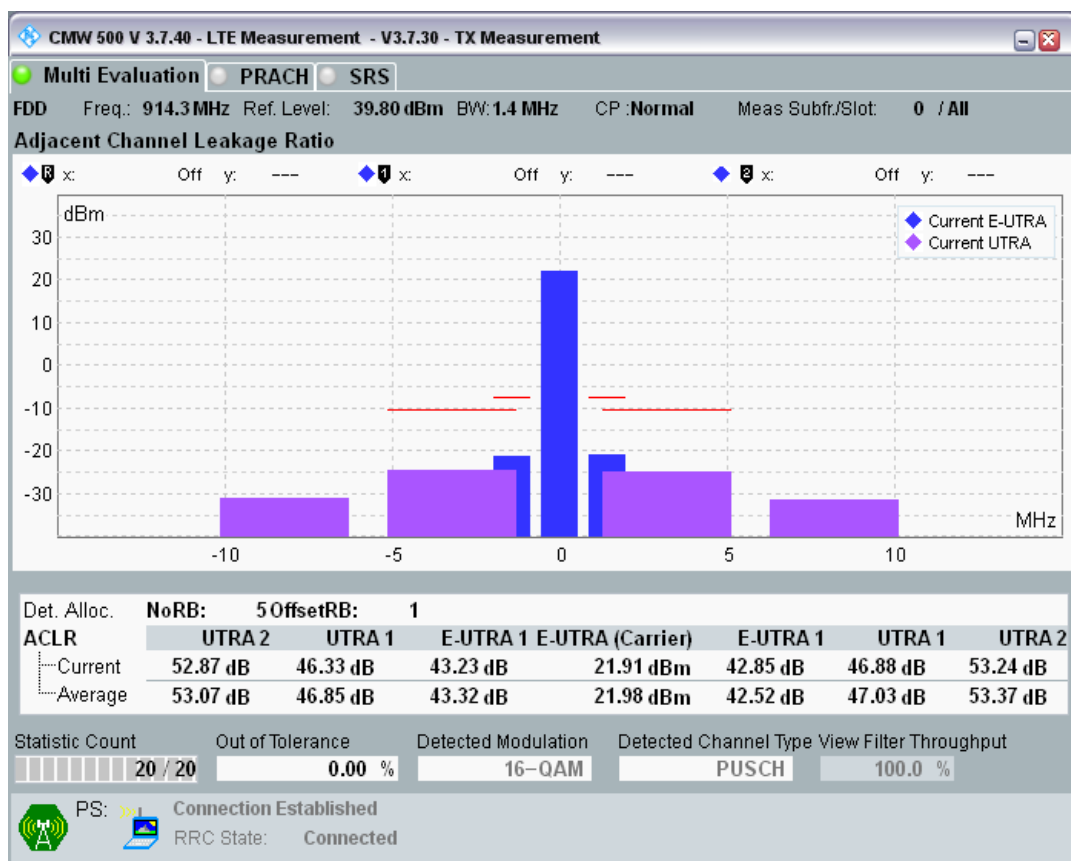 CMW 500 V 3.7.40 - LTE Measurement - V3.7.30 - TX Measurement
Multi Evaluation PRACH SRS
FDD Freq.: 914.3 MHz Ref. Level: 39.80 dBm BW: 1.4 MHz CP :Normal Meas Subfr./Slot: 0 / All
Adjacent Channel Leakage Ratio
R x: Off y: --- 1 x: Off y: --- 2 x: Off y: ---
dBm
Current E-UTRA
Current UTRA
30
20
10
0
-10
-20
-30
MHz
-10 -5 0 5 10
Det. Alloc. NoRB: 5 OffsetRB: 1
ACLR UTRA 2 UTRA 1 E-UTRA 1 E-UTRA (Carrier) E-UTRA 1 UTRA 1 UTRA 2
Current 52.87 dB 46.33 dB 43.23 dB 21.91 dBm 42.85 dB 46.88 dB 53.24 dB
Average 53.07 dB 46.85 dB 43.32 dB 21.98 dBm 42.52 dB 47.03 dB 53.37 dB
Statistic Count Out of Tolerance Detected Modulation Detected Channel Type View Filter Throughput
20 / 20 0.00 % 16-QAM PUSCH 100.0 %
PS: Connection Established
RRC State: Connected